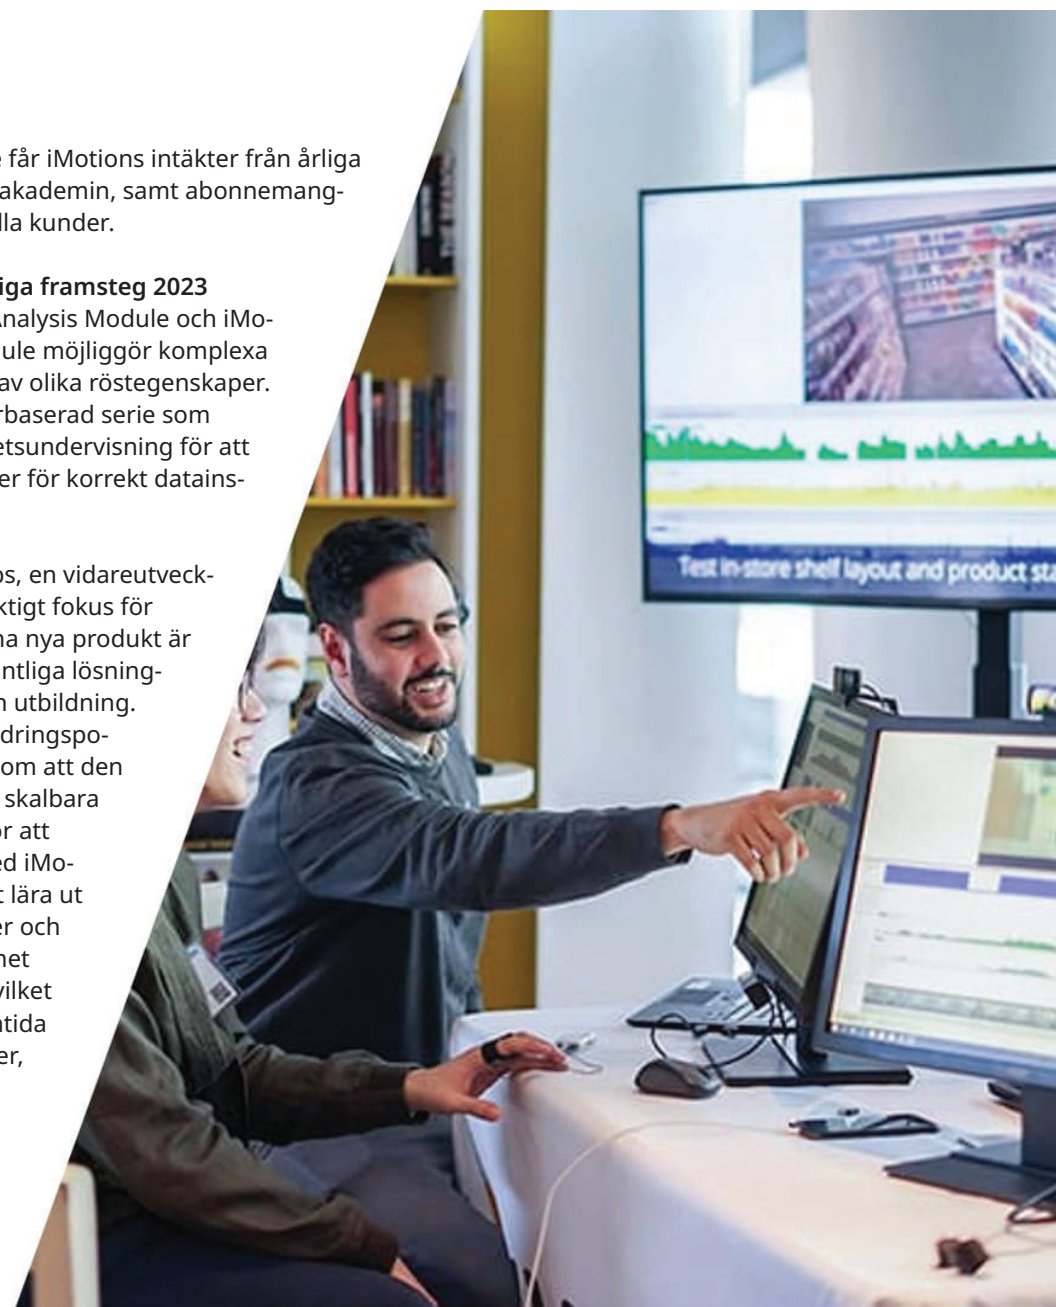 får iMotions intäkter från årliga
akademin, samt abonnemang-
lla kunder.
iga framsteg 2023
Analysis Module och iMo-
ule möjliggör komplexa
av olika röstegenskaper.
rbaserad serie som
etsundervisning för att
er för korrekt datains-
os, en vidareutveck-
ktigt fokus för
na nya produkt är
ntliga lösning-
n utbildning.
dringspo-
om att den
skalbara
ör att
ed iMo-
t lära ut
er och
het
vilket
ntida
er,
Test in-store shelf layout and product sta